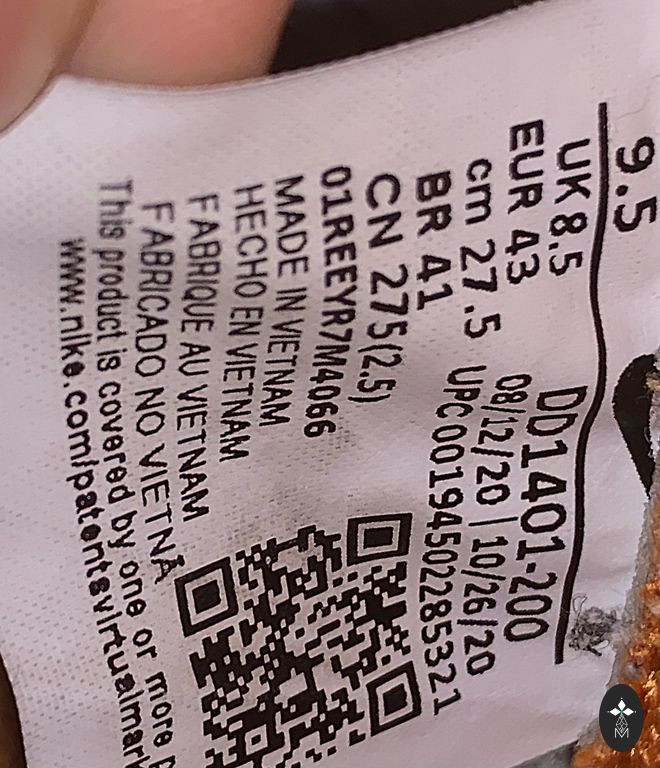 9.5
UK 8.5
EUR 43
cm 27.5
BR 41
CN 275(2.5)
DD1401-200
08/12/20 | 10/26/20
UPC 00194502285321
01REEYR7M4066
MADE IN VIETNAM
HECHO EN VIETNAM
FABRIQUE AU VIETNAM
FABRICADO NO VIETNÃ
This product is covered by one or more
www.nike.com/patentsvirtualmark
M